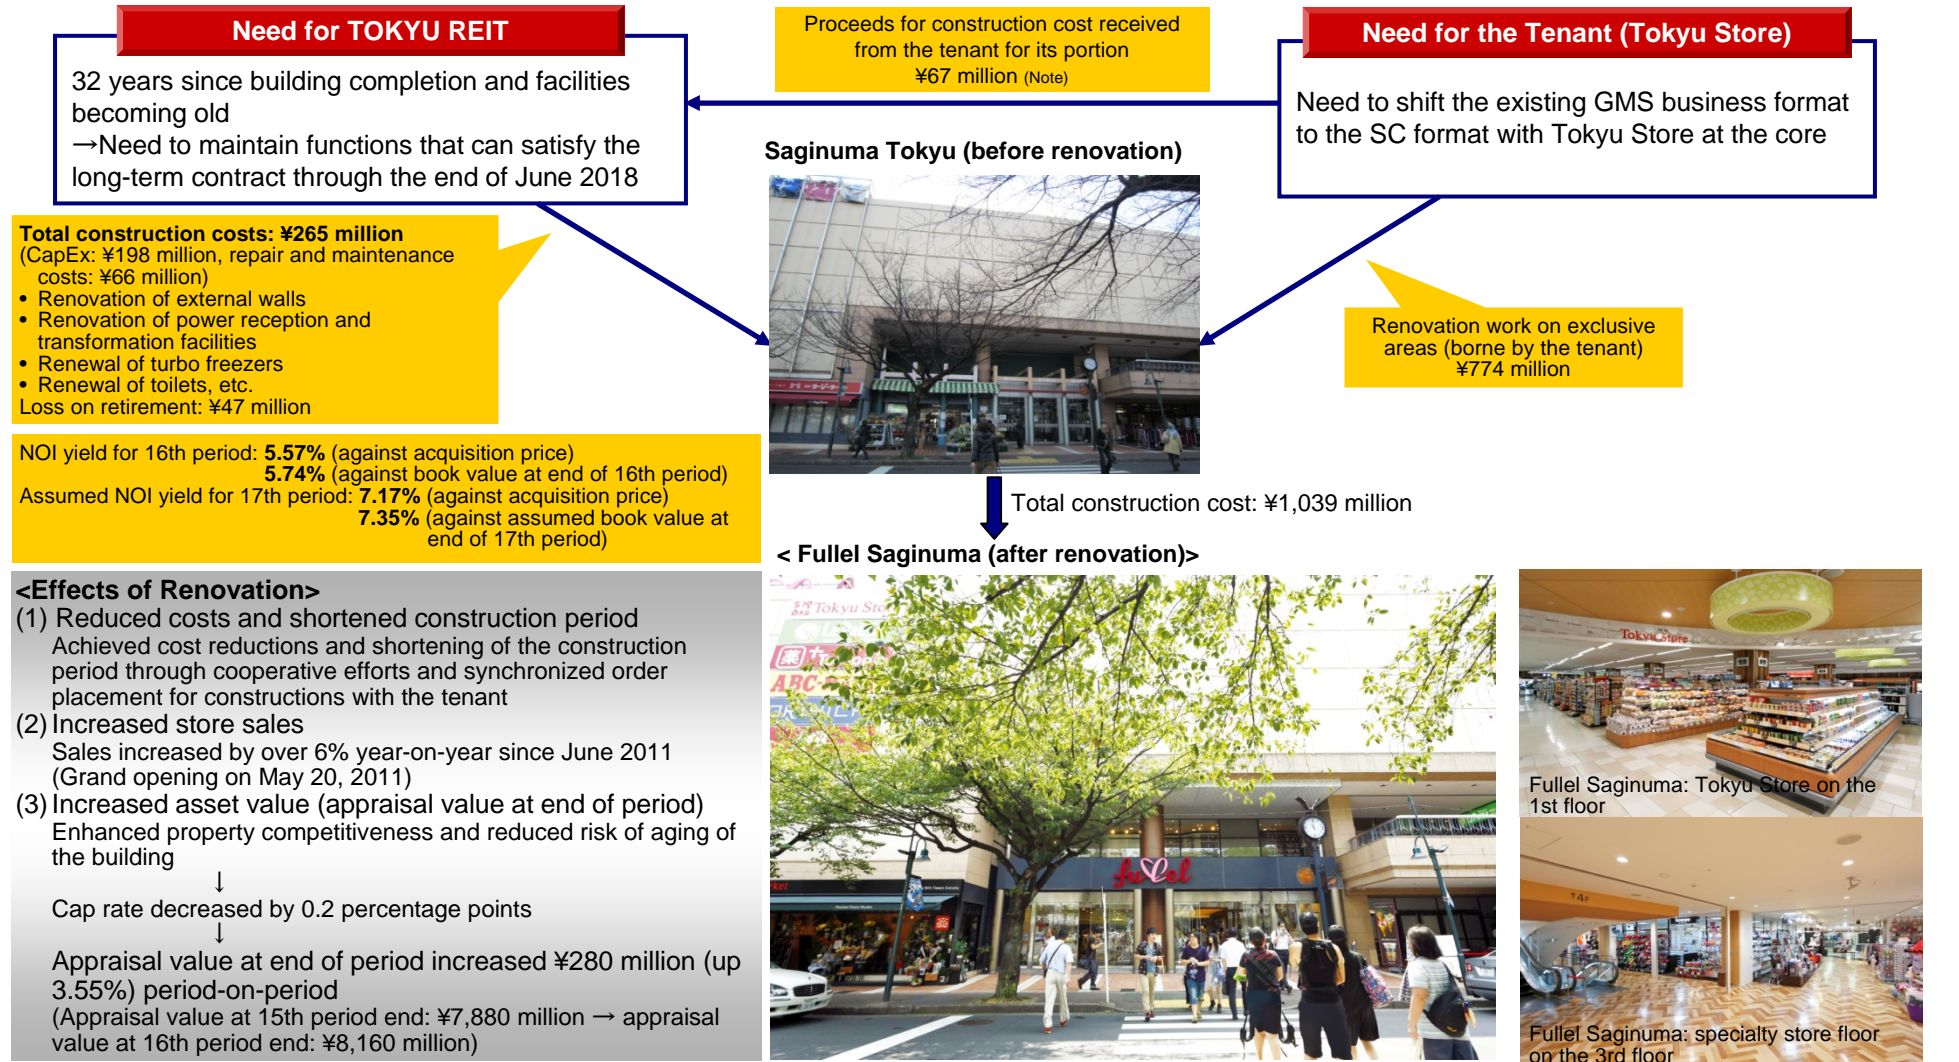 Need for TOKYU REIT
32 years since building completion and facilities
becoming old
→Need to maintain functions that can satisfy the
long-term contract through the end of June 2018
Proceeds for construction cost received
from the tenant for its portion
¥67 million (Note)
Need for the Tenant (Tokyu Store)
Need to shift the existing GMS business format
to the SC format with Tokyu Store at the core
Total construction costs: ¥265 million
(CapEx: ¥198 million, repair and maintenance
costs: ¥66 million)
• Renovation of external walls
• Renovation of power reception and
transformation facilities
• Renewal of turbo freezers
• Renewal of toilets, etc.
Loss on retirement: ¥47 million
Saginuma Tokyu (before renovation)
Renovation work on exclusive
areas (borne by the tenant)
¥774 million
NOI yield for 16th period: 5.57% (against acquisition price)
5.74% (against book value at end of 16th period)
Assumed NOI yield for 17th period: 7.17% (against acquisition price)
7.35% (against assumed book value at
end of 17th period)
Total construction cost: ¥1,039 million
< Fullel Saginuma (after renovation)>
<Effects of Renovation>
(1) Reduced costs and shortened construction period
Achieved cost reductions and shortening of the construction
period through cooperative efforts and synchronized order
placement for constructions with the tenant
(2) Increased store sales
Sales increased by over 6% year-on-year since June 2011
(Grand opening on May 20, 2011)
(3) Increased asset value (appraisal value at end of period)
Enhanced property competitiveness and reduced risk of aging of
the building
↓
Cap rate decreased by 0.2 percentage points
↓
Appraisal value at end of period increased ¥280 million (up
3.55%) period-on-period
(Appraisal value at 15th period end: ¥7,880 million → appraisal
value at 16th period end: ¥8,160 million)
Tokyu Sto
薬
ABC-
fullel
Tokyu Store
Fullel Saginuma: Tokyu Store on the
1st floor
4F
Fullel Saginuma: specialty store floor
on the 3rd floor